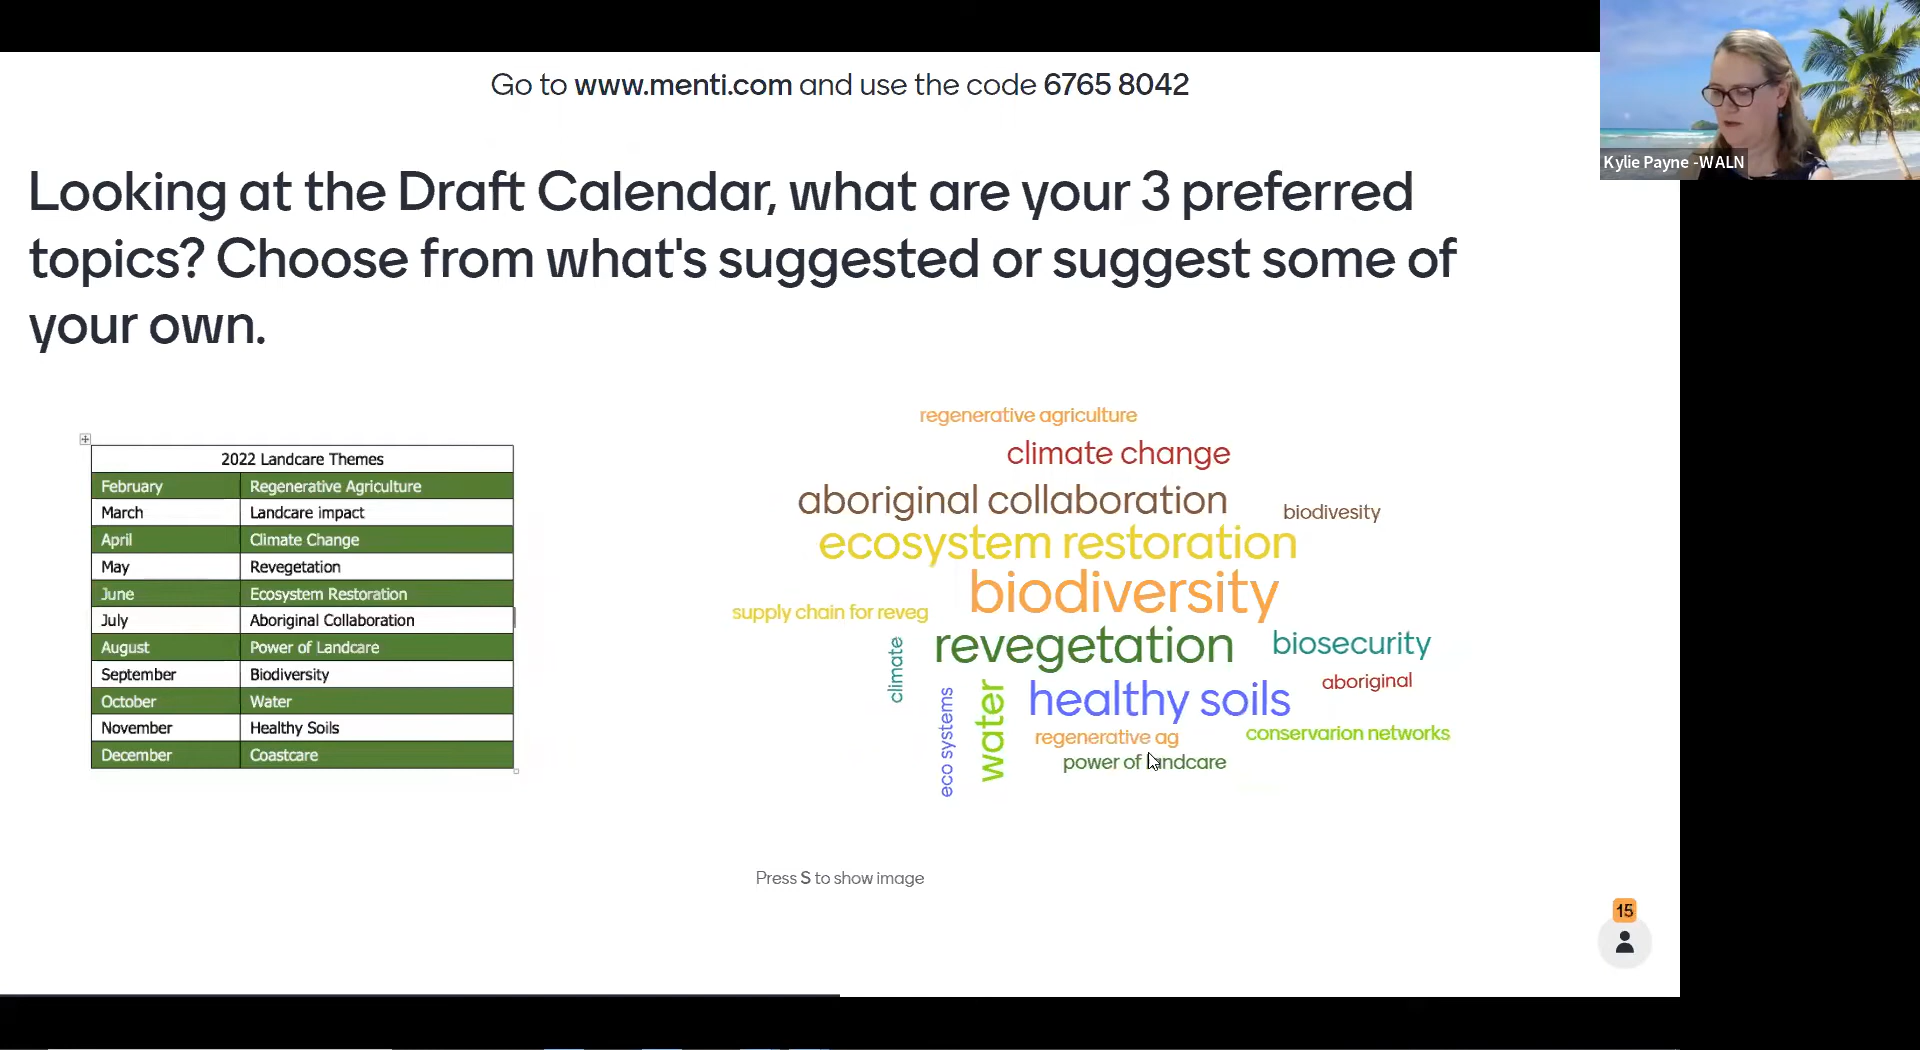 Go to www.menti.com and use the code 6765 8042
Kylie Payne -WALN
Looking at the Draft Calendar, what are your 3 preferred
topics? Choose from what's suggested or suggest some of
your own.
2022 Landcare Themes
February Regenerative Agriculture
March Landcare impact
April Climate Change
May Revegetation
June Ecosystem Restoration
July Aboriginal Collaboration
August Power of Landcare
September Biodiversity
October Water
November Healthy Soils
December Coastcare
regenerative agriculture
climate change
aboriginal collaboration
biodivesity
ecosystem restoration
biodiversity
supply chain for reveg
revegetation
biosecurity
climate
aboriginal
healthy soils
water
eco systems
regenerative ag
conservarion networks
power of landcare
Press S to show image
15